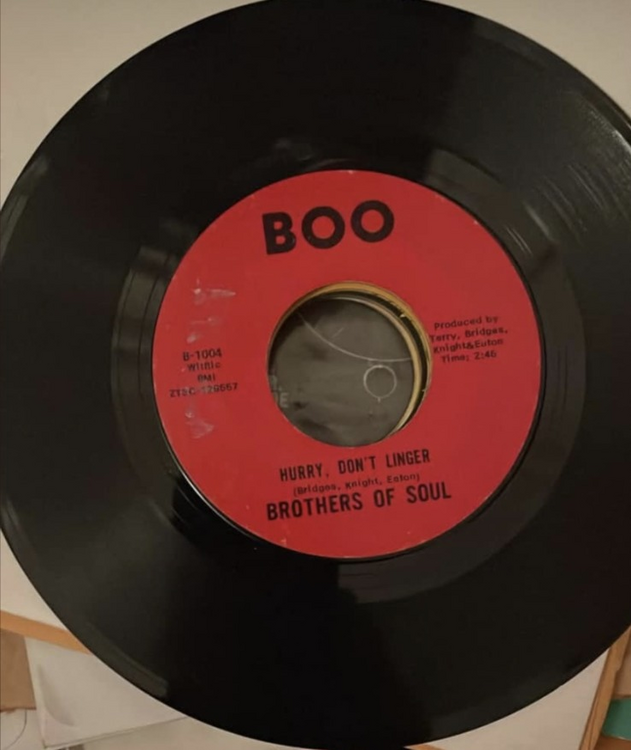 BOO
B-1004
Wilric
BMI
Produced by
Terry, Bridges,
Knight&Eaton
Time; 2:46
HURRY, DON'T LINGER
(Bridges, Knight, Eaton)
BROTHERS OF SOUL